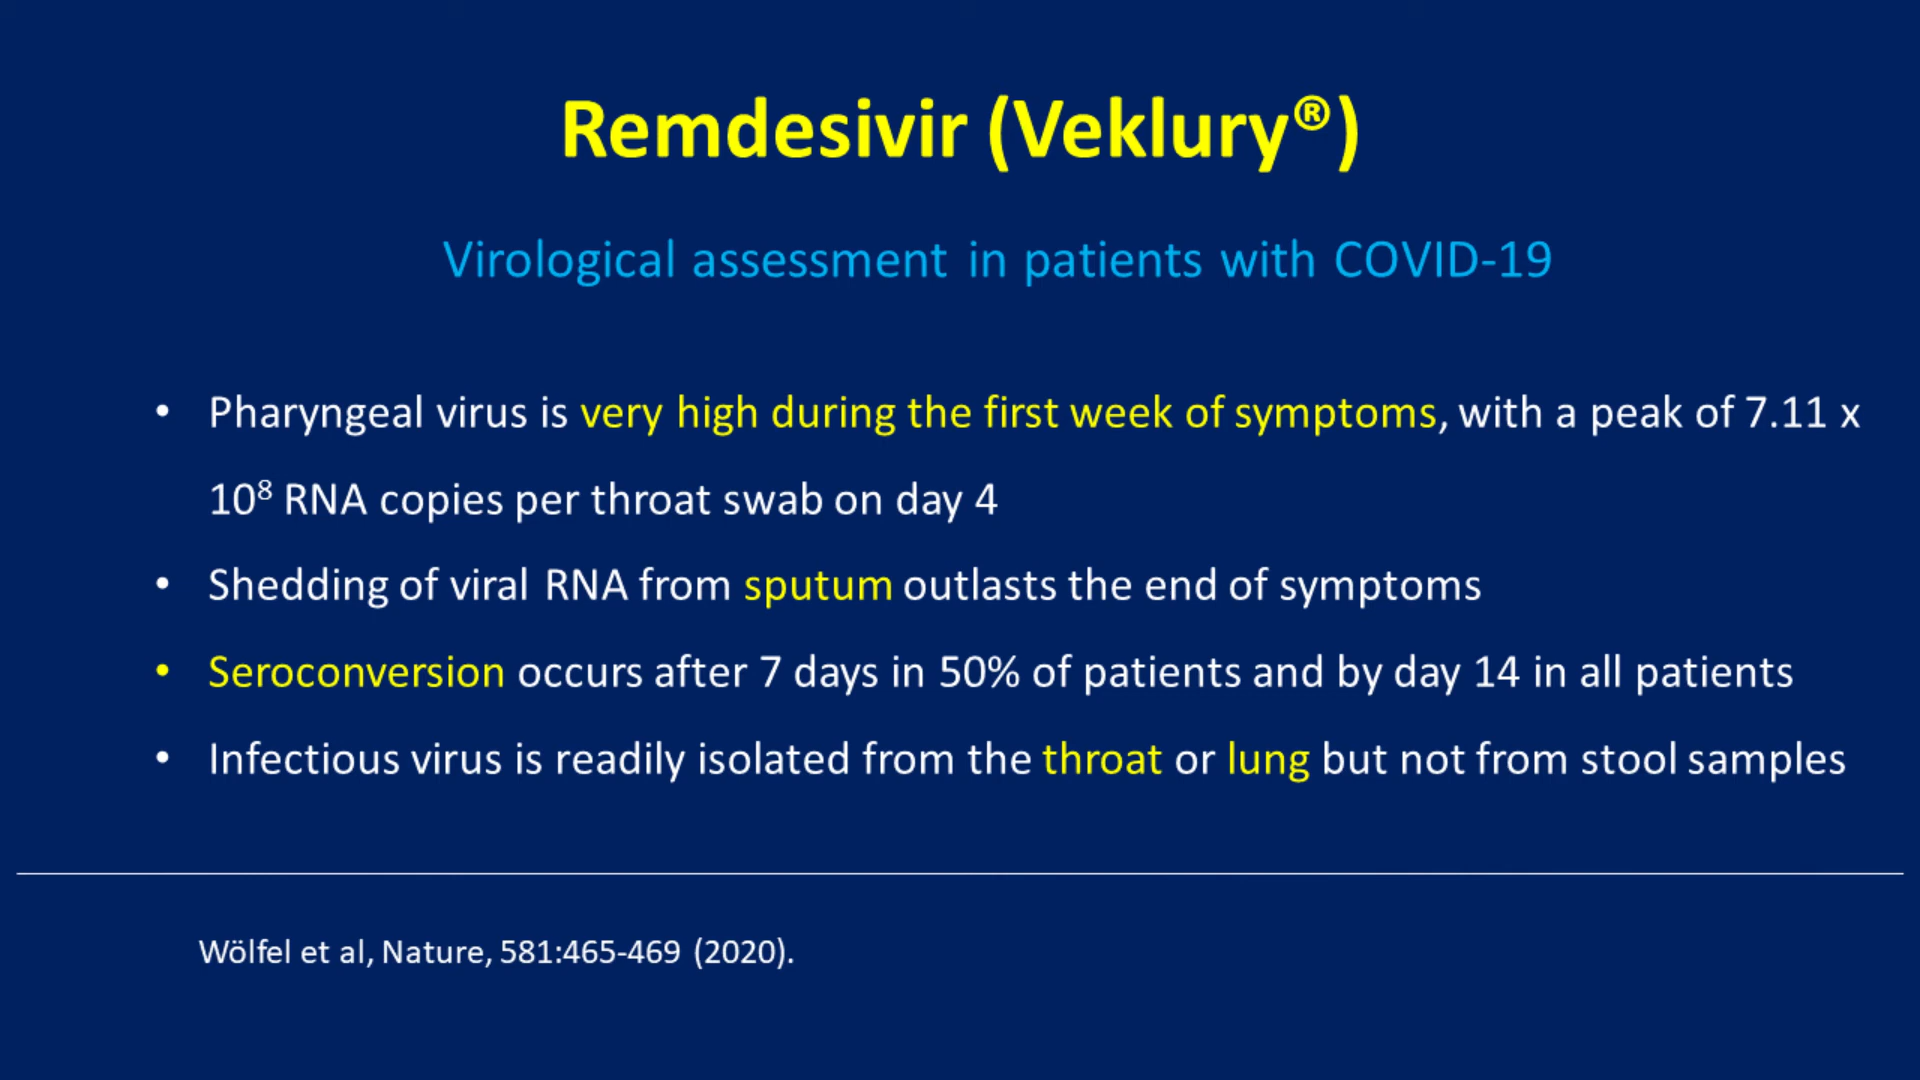 Remdesivir (Veklury®)
Virological assessment in patients with COVID-19
• Pharyngeal virus is very high during the first week of symptoms, with a peak of 7.11 x
10⁸ RNA copies per throat swab on day 4
• Shedding of viral RNA from sputum outlasts the end of symptoms
• Seroconversion occurs after 7 days in 50% of patients and by day 14 in all patients
• Infectious virus is readily isolated from the throat or lung but not from stool samples
Wölfel et al, Nature, 581:465-469 (2020).